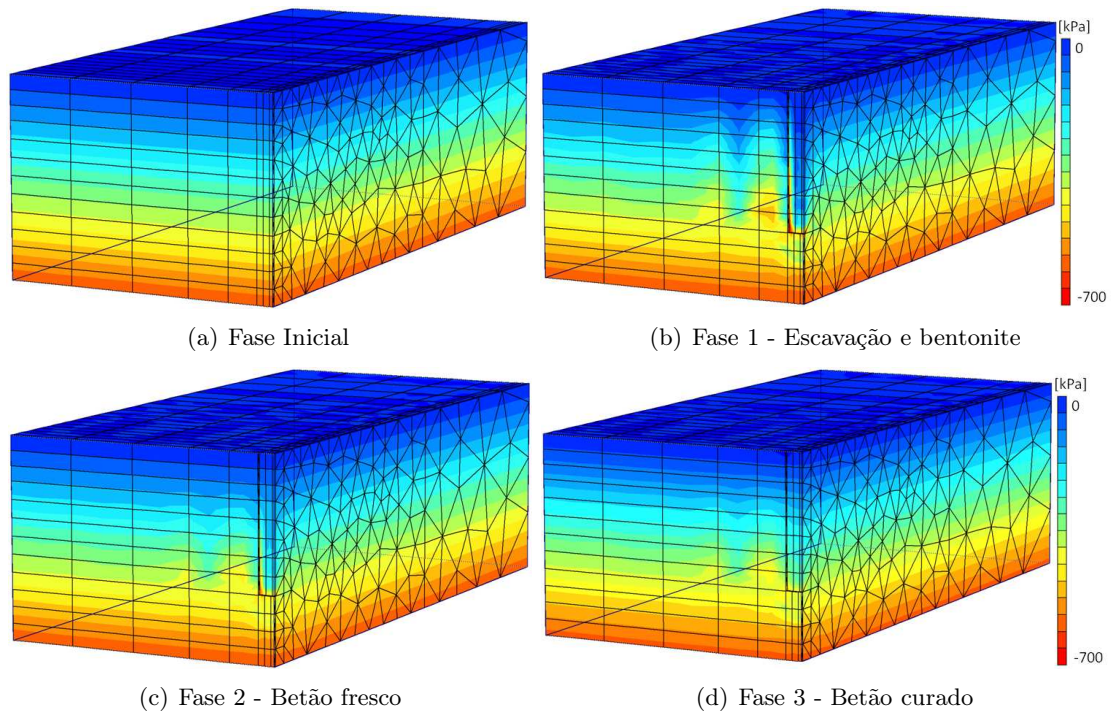 [kPa]
0
-700
(a) Fase Inicial
(b) Fase 1 - Escavação e bentonite
[kPa]
0
-700
(c) Fase 2 - Betão fresco
(d) Fase 3 - Betão curado